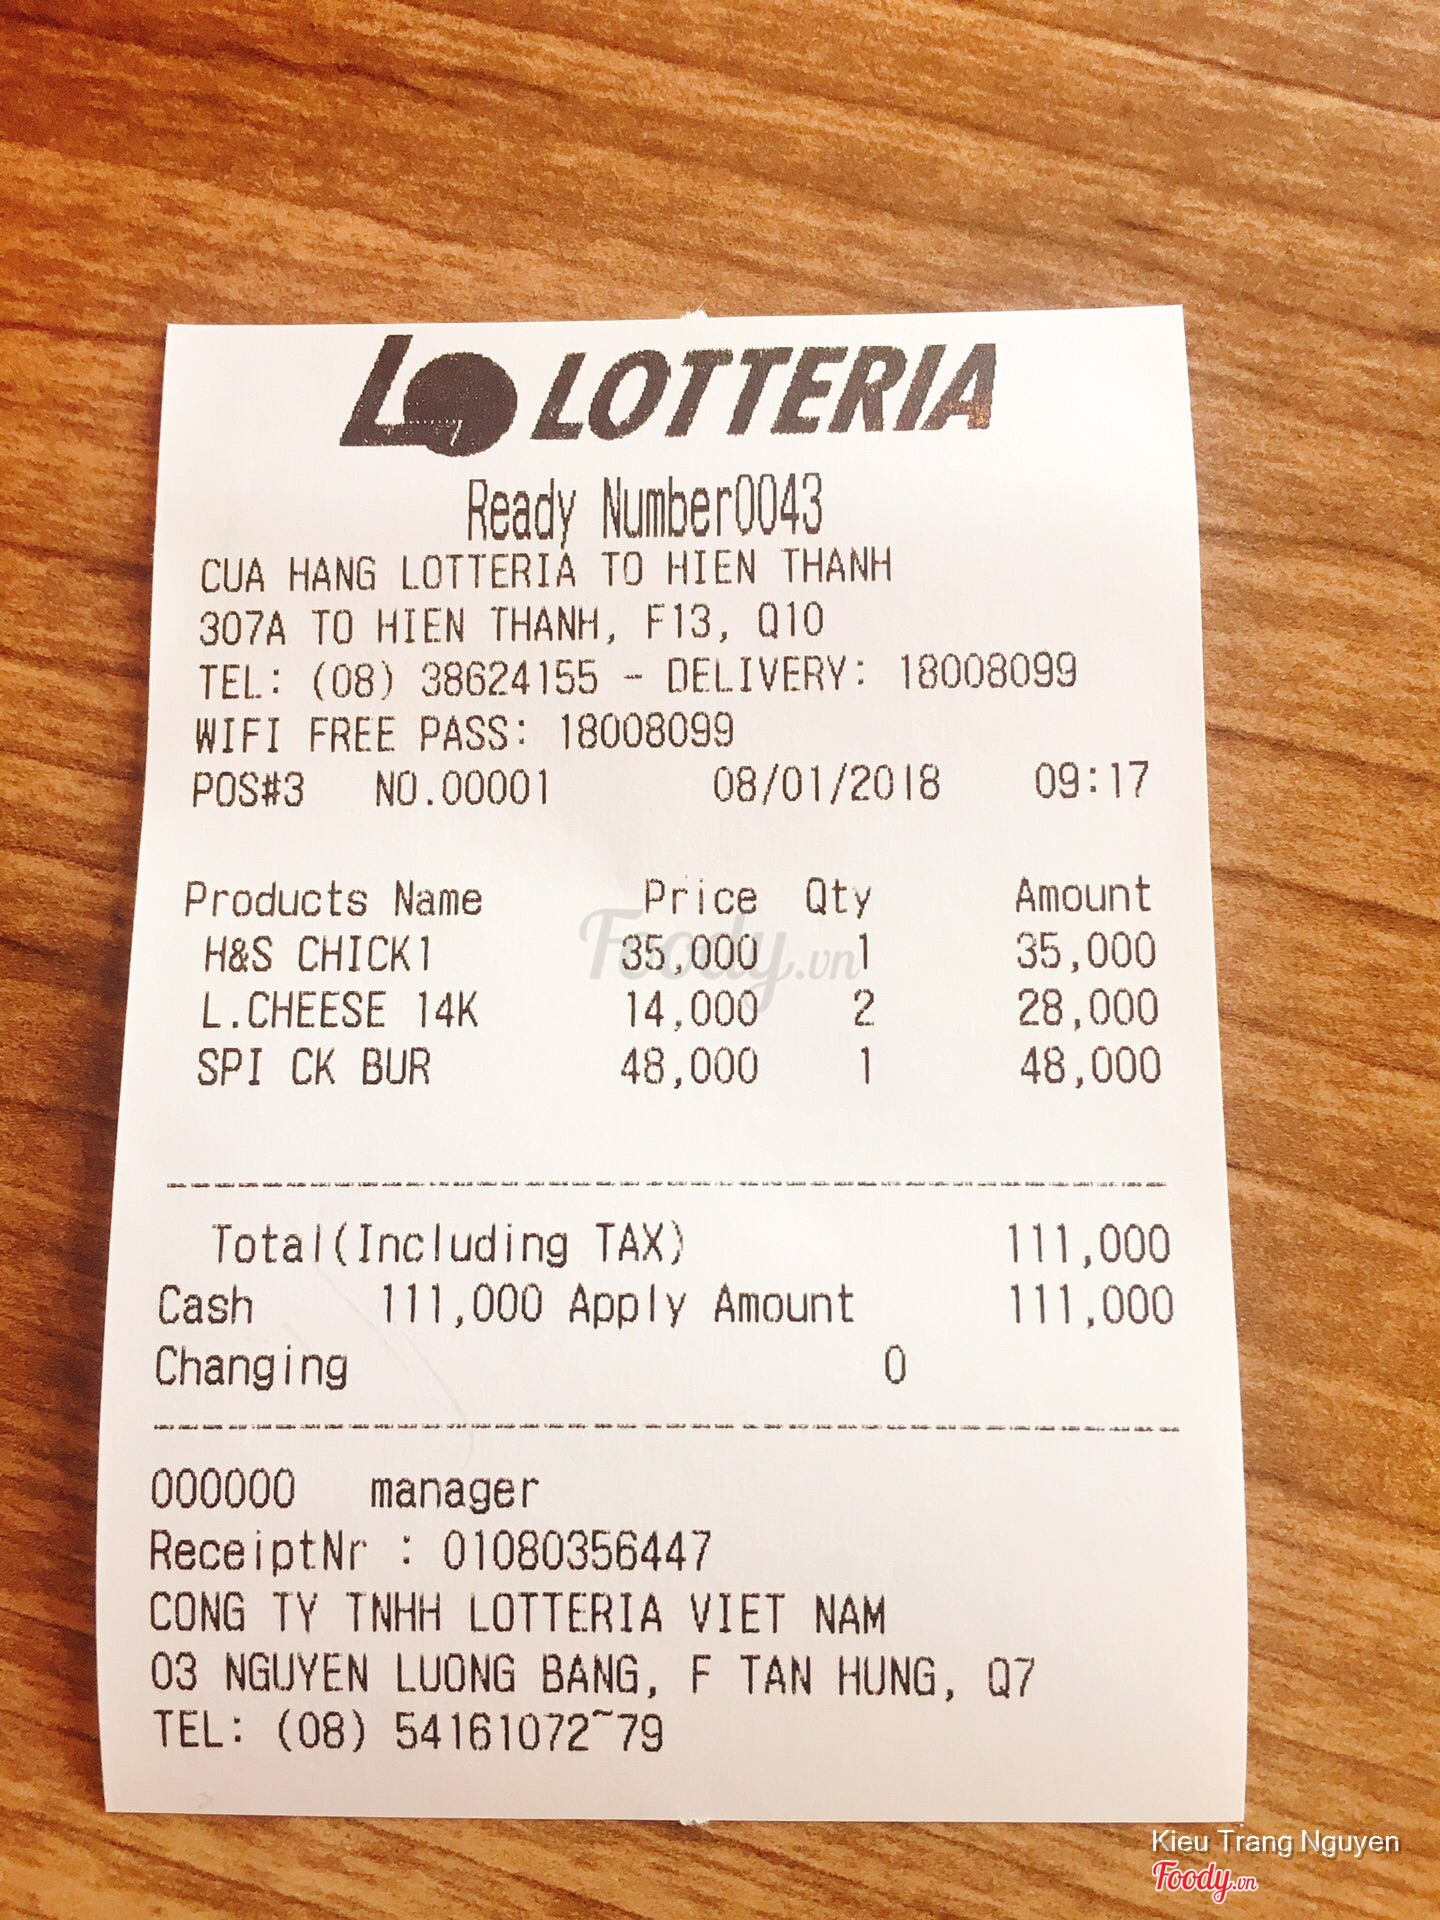 LOTTERIA
Ready Number0043
CUA HANG LOTTERIA TO HIEN THANH
307A TO HIEN THANH, F13, Q10
TEL: (08) 38624155 - DELIVERY: 18008099
WIFI FREE PASS: 18008099
POS#3 NO.00001 08/01/2018 09:17
Products Name Price Qty Amount
H&S CHICK1 35,000 1 35,000
L.CHEESE 14K 14,000 2 28,000
SPI CK BUR 48,000 1 48,000
Foody.vn
Total(Including TAX) 111,000
Cash 111,000 Apply Amount 111,000
Changing 0
000000 manager
ReceiptNr : 01080356447
CONG TY TNHH LOTTERIA VIET NAM
03 NGUYEN LUONG BANG, F TAN HUNG, Q7
TEL: (08) 54161072~79
Kieu Trang Nguyen
Foody.vn